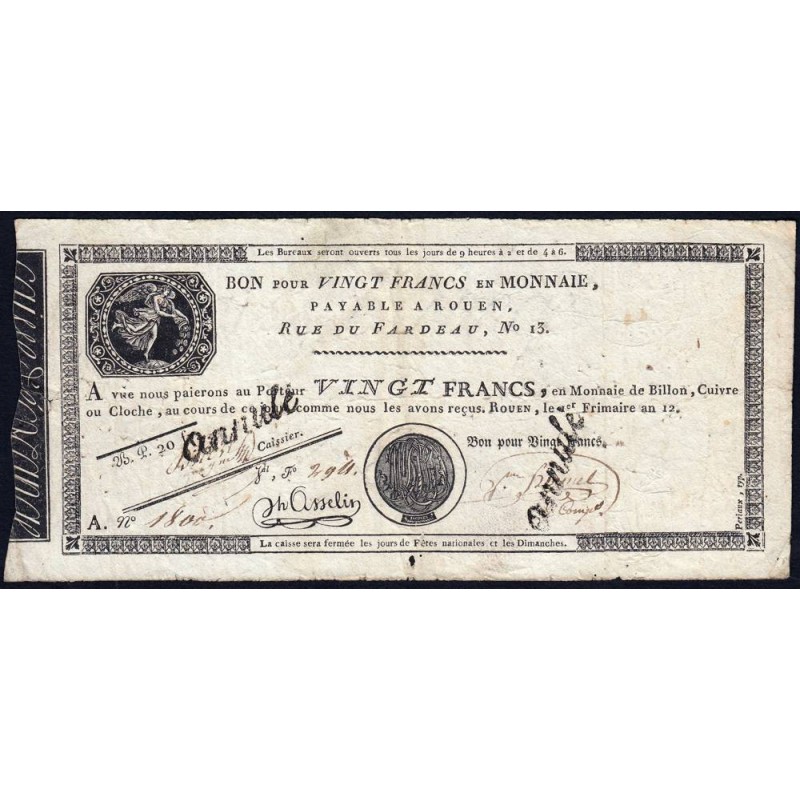 Les Bureaux seront ouverts tous les jours de 9 heures à 2 et de 4 à 6.
BON POUR VINGT FRANCS EN MONNAIE,
PAYABLE A ROUEN,
RUE DU FARDEAU, No 13.
A VUE nous paierons au Porteur VINGT FRANCS, en Monnaie de Billon, Cuivre
ou Cloche, au cours de ce jour, comme nous les avons reçus. ROUEN, le 1er Frimaire an 12.
B. P. 20
annulé
Caissier.
Bon pour Vingt Francs.
annulé
Fo 294.
Jh Asselin
A. No 1800.
Periaux, typ.
La caisse sera fermée les jours de Fêtes nationales et les Dimanches.